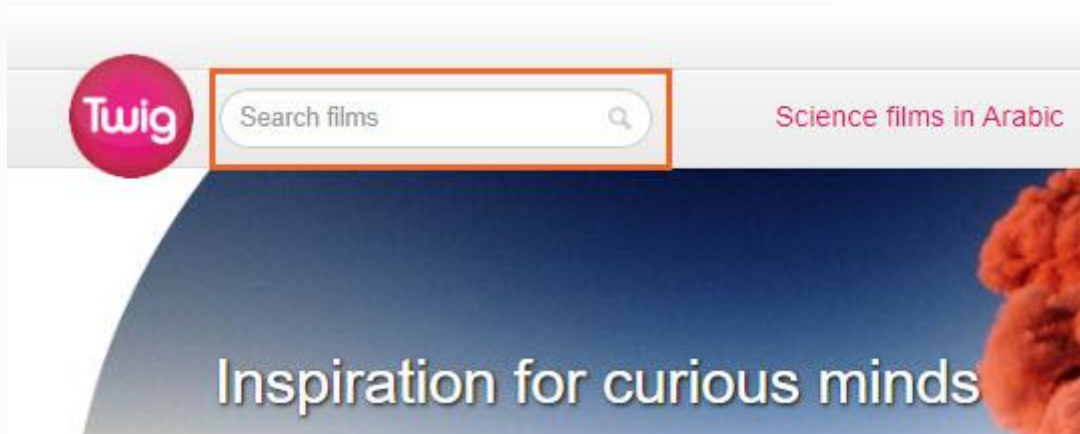 Twig
Search films
Science films in Arabic
Inspiration for curious minds